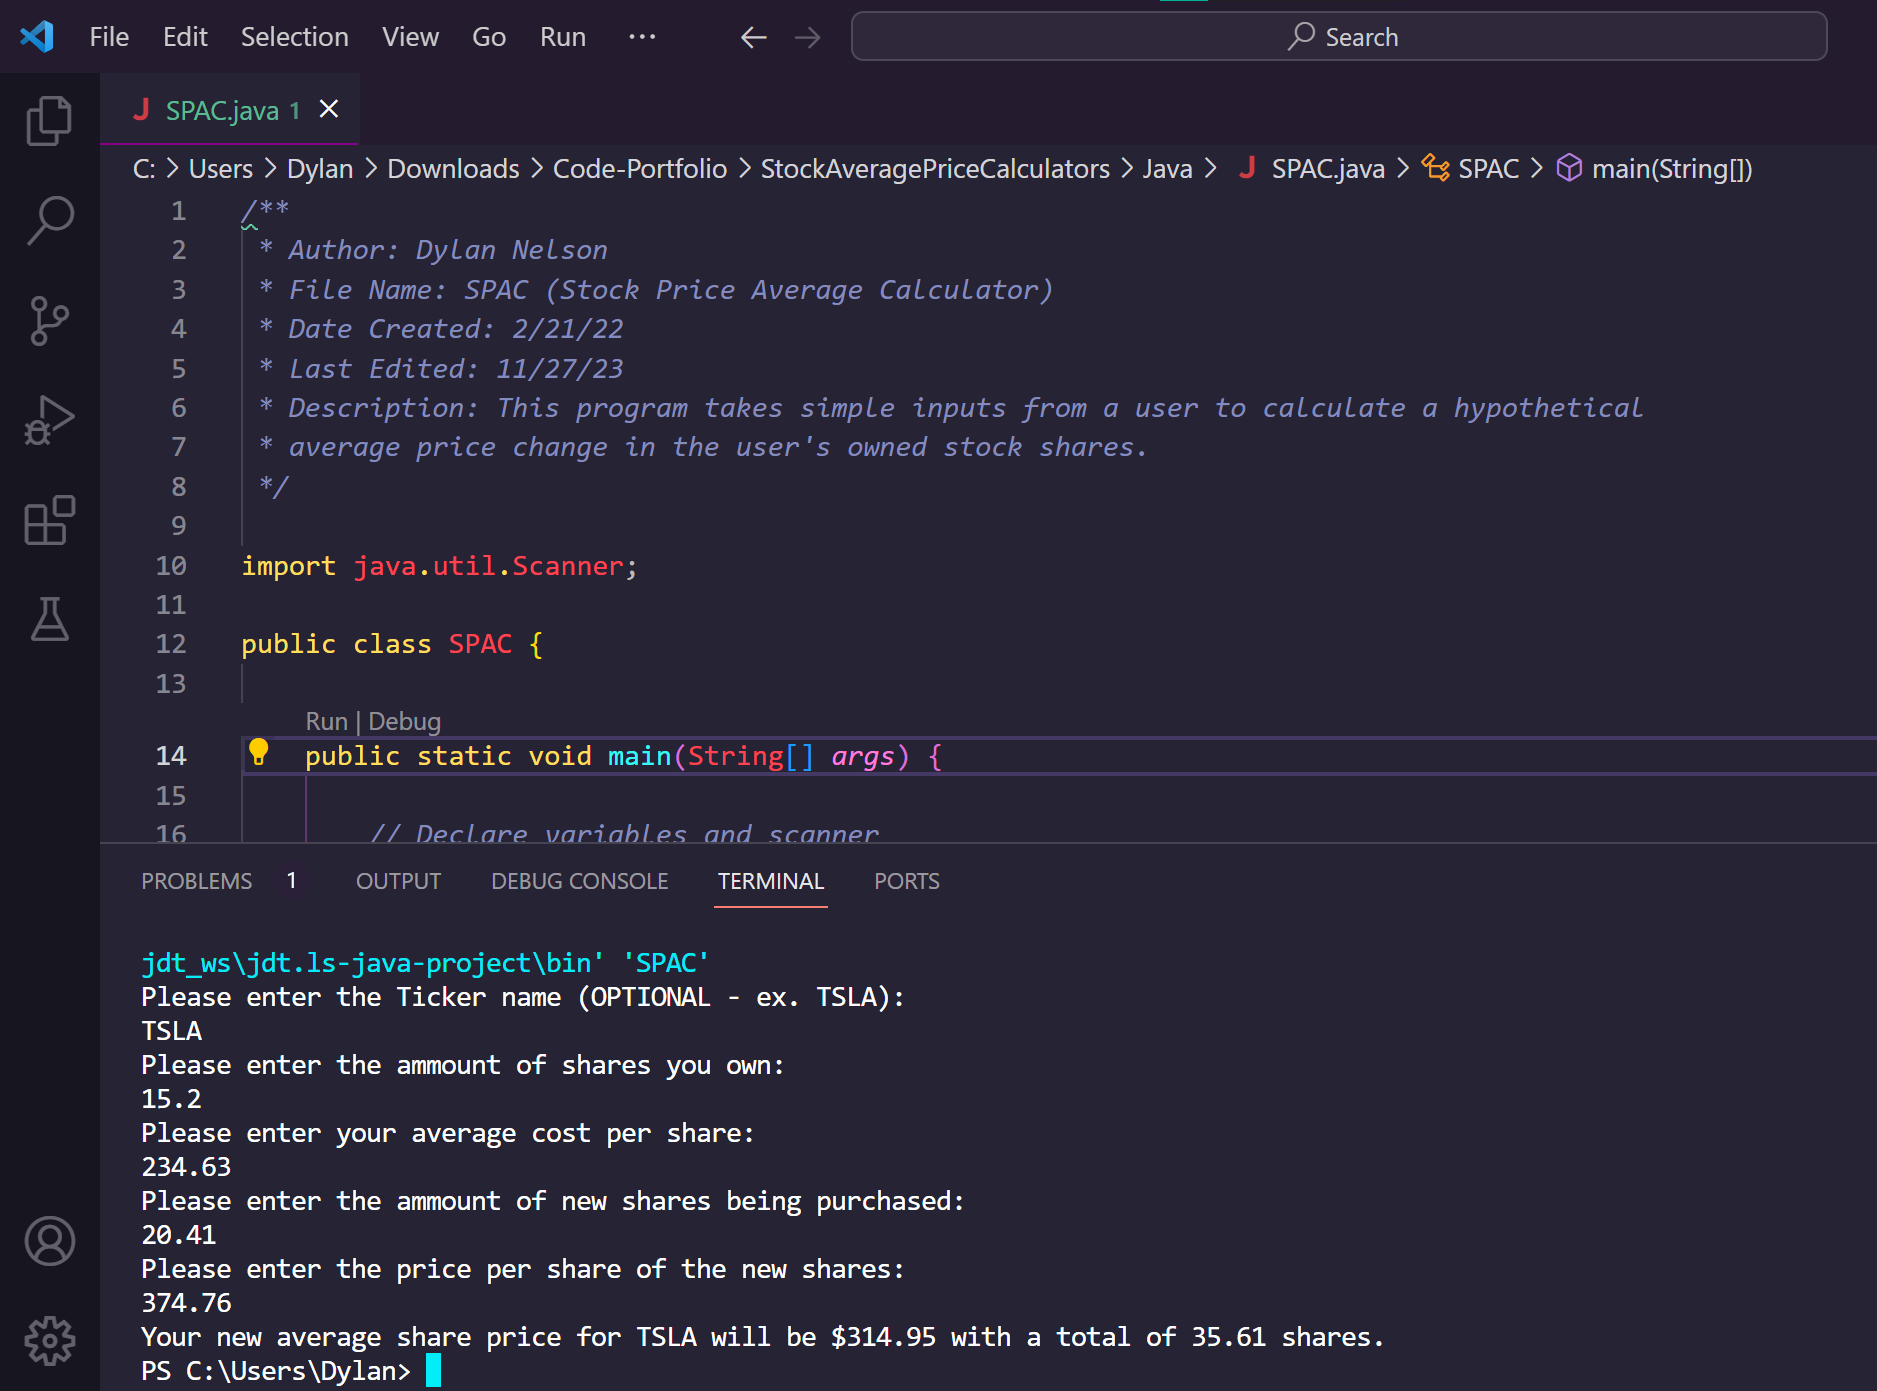 File Edit Selection View Go Run ··· Search
SPAC.java 1
C: > Users > Dylan > Downloads > Code-Portfolio > StockAveragePriceCalculators > Java > SPAC.java > SPAC > main(String[])
1 /**
2 * Author: Dylan Nelson
3 * File Name: SPAC (Stock Price Average Calculator)
4 * Date Created: 2/21/22
5 * Last Edited: 11/27/23
6 * Description: This program takes simple inputs from a user to calculate a hypothetical
7 * average price change in the user's owned stock shares.
8 */
9
10 import java.util.Scanner;
11
12 public class SPAC {
13
Run | Debug
14 public static void main(String[] args) {
15
16 // Declare variables and scanner
PROBLEMS 1 OUTPUT DEBUG CONSOLE TERMINAL PORTS
jdt_ws\jdt.ls-java-project\bin' 'SPAC'
Please enter the Ticker name (OPTIONAL - ex. TSLA):
TSLA
Please enter the ammount of shares you own:
15.2
Please enter your average cost per share:
234.63
Please enter the ammount of new shares being purchased:
20.41
Please enter the price per share of the new shares:
374.76
Your new average share price for TSLA will be $314.95 with a total of 35.61 shares.
PS C:\Users\Dylan>